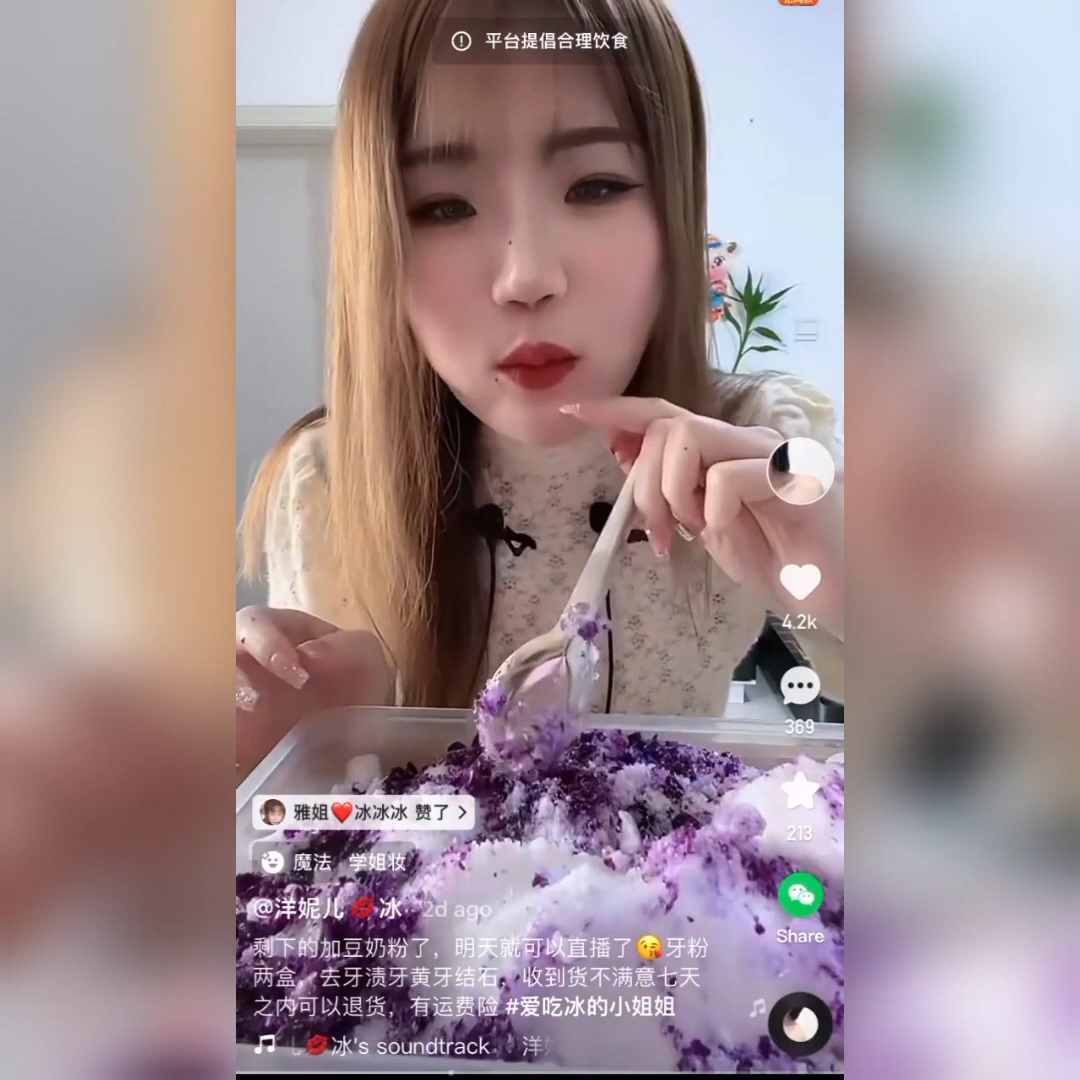 平台提倡合理饮食
4.2k
369
雅姐❤️冰冰冰 赞了 >
213
魔法 学姐妆
@洋妮儿💋冰 · 2d ago
Share
剩下的加豆奶粉了，明天就可以直播了😘牙粉
两盒，去牙渍牙黄牙结石，收到货不满意七天
之内可以退货，有运费险 #爱吃冰的小姐姐
💋冰's soundtrack